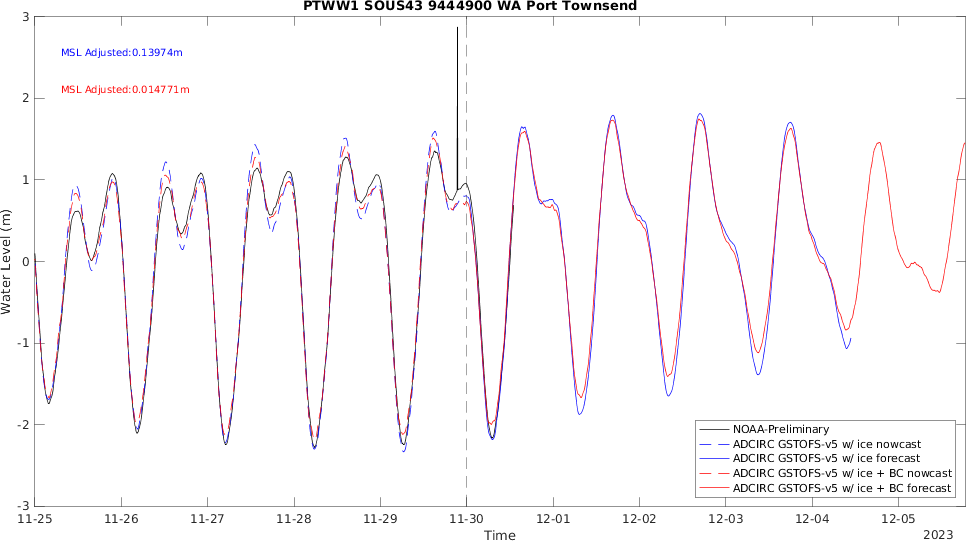 PTWW1 SOUS43 9444900 WA Port Townsend
3
MSL Adjusted:0.13974m
MSL Adjusted:0.014771m
2
1
0
-1
-2
-3
Water Level (m)
NOAA-Preliminary
ADCIRC GSTOFS-v5 w/ ice nowcast
ADCIRC GSTOFS-v5 w/ ice forecast
ADCIRC GSTOFS-v5 w/ ice + BC nowcast
ADCIRC GSTOFS-v5 w/ ice + BC forecast
11-25 11-26 11-27 11-28 11-29 11-30 12-01 12-02 12-03 12-04 12-05
Time
2023